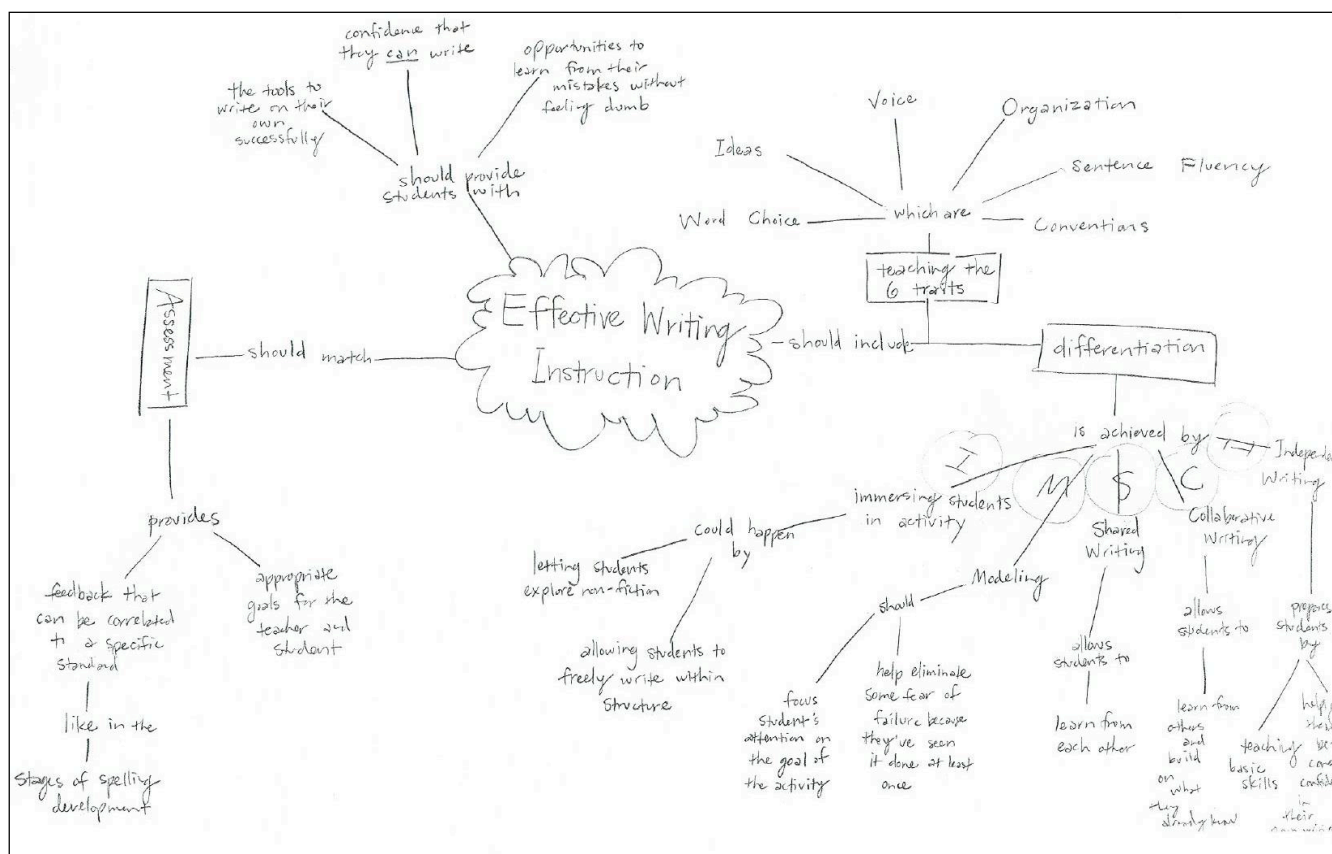 confidence that
they can write
opportunities to
learn from their
mistakes without
feeling dumb
the tools to
write on their
own
successfully
should provide
students with
Voice
Organization
Ideas
Sentence Fluency
Word Choice
which are
Conventions
teaching the
6 traits
Effective Writing
Instruction
should include
differentiation
Assessment
should match
is achieved by
I
M
S
C
I
Writing
immersing students
in activity
could happen
by
letting students
explore non-fiction
allowing students to
freely write within
structure
Modeling
should
focus
student's
attention on
the goal of
the activity
help eliminate
some fear of
failure because
they've seen
it done at least
once
Shared
Writing
allows
students to
learn from
each other
Collaborative
Writing
allows
students to
learn from
others
and
build
on
what
they
already know
prepares
students
by
teaching
basic
skills
in
their
provides
feedback that
can be correlated
to a specific
standard
like in the
stages of spelling
development
appropriate
goals for the
teacher and
student